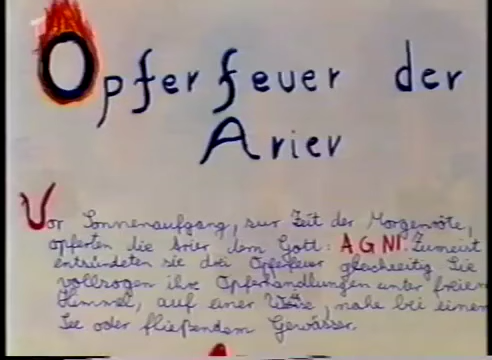 Opferfeuer der
Arier
Vor Sonnenaufgang, zur Zeit der Morgenröte,
opferten die Arier dem Gott: AGNI. Zumeist
entzündeten sie drei Opferfeuer gleichzeitig. Sie
vollzogen ihre Opferhandlungen unter freien
Himmel, auf einer Wiese, nahe bei einem
See oder fließendem Gewässer.